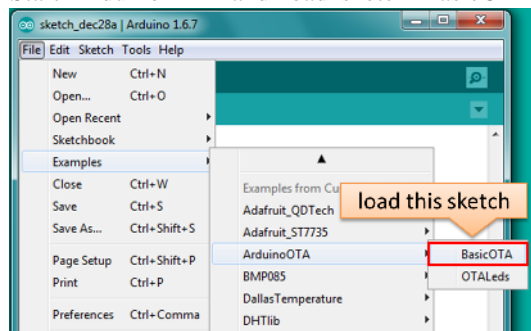 sketch_dec28a | Arduino 1.6.7
File Edit Sketch Tools Help
New Ctrl+N
Open... Ctrl+O
Open Recent
Sketchbook
Examples
Close Ctrl+W
Save Ctrl+S
Save As... Ctrl+Shift+S
Page Setup Ctrl+Shift+P
Print Ctrl+P
Preferences Ctrl+Comma
Examples from Cu
Adafruit_QDTech
Adafruit_ST7735
ArduinoOTA
BMP085
DallasTemperature
DHTlib
load this sketch
BasicOTA
OTALeds